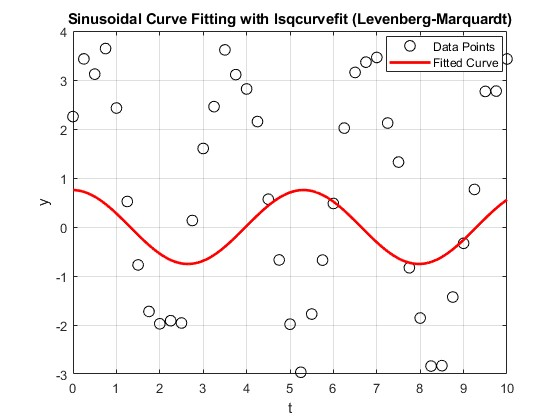 Sinusoidal Curve Fitting with lsqcurvefit (Levenberg-Marquardt)
Data Points
Fitted Curve
4
3
2
1
0
-1
-2
-3
y
0 1 2 3 4 5 6 7 8 9 10
t